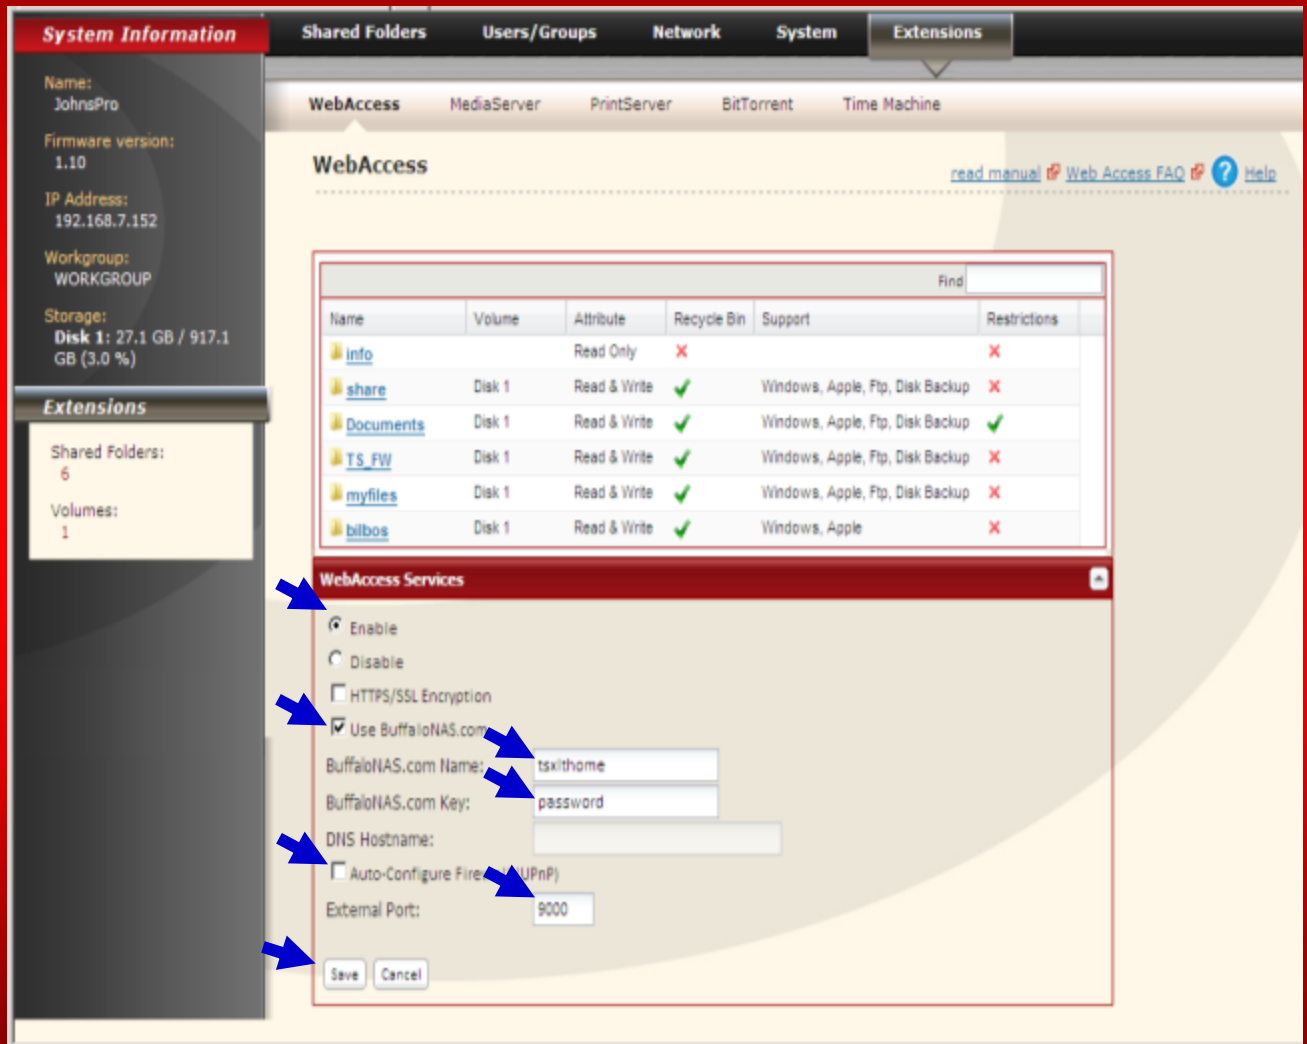 System Information
Shared Folders Users/Groups Network System Extensions
Name:
JohnsPro
Firmware version:
1.10
IP Address:
192.168.7.152
Workgroup:
WORKGROUP
Storage:
Disk 1: 27.1 GB / 917.1
GB (3.0 %)
Extensions
Shared Folders:
6
Volumes:
1
WebAccess MediaServer PrintServer BitTorrent Time Machine
WebAccess
read manual Web Access FAQ ? Help
Find
Name Volume Attribute Recycle Bin Support Restrictions
info Read Only
share Disk 1 Read & Write Windows, Apple, Ftp, Disk Backup
Documents Disk 1 Read & Write Windows, Apple, Ftp, Disk Backup
TS_FW Disk 1 Read & Write Windows, Apple, Ftp, Disk Backup
myfiles Disk 1 Read & Write Windows, Apple, Ftp, Disk Backup
bilbos Disk 1 Read & Write Windows, Apple
WebAccess Services
Enable
Disable
HTTPS/SSL Encryption
Use BuffaloNAS.com
BuffaloNAS.com Name: tsxlthome
BuffaloNAS.com Key: password
DNS Hostname:
Auto-Configure (UPnP)
External Port: 9000
Save Cancel